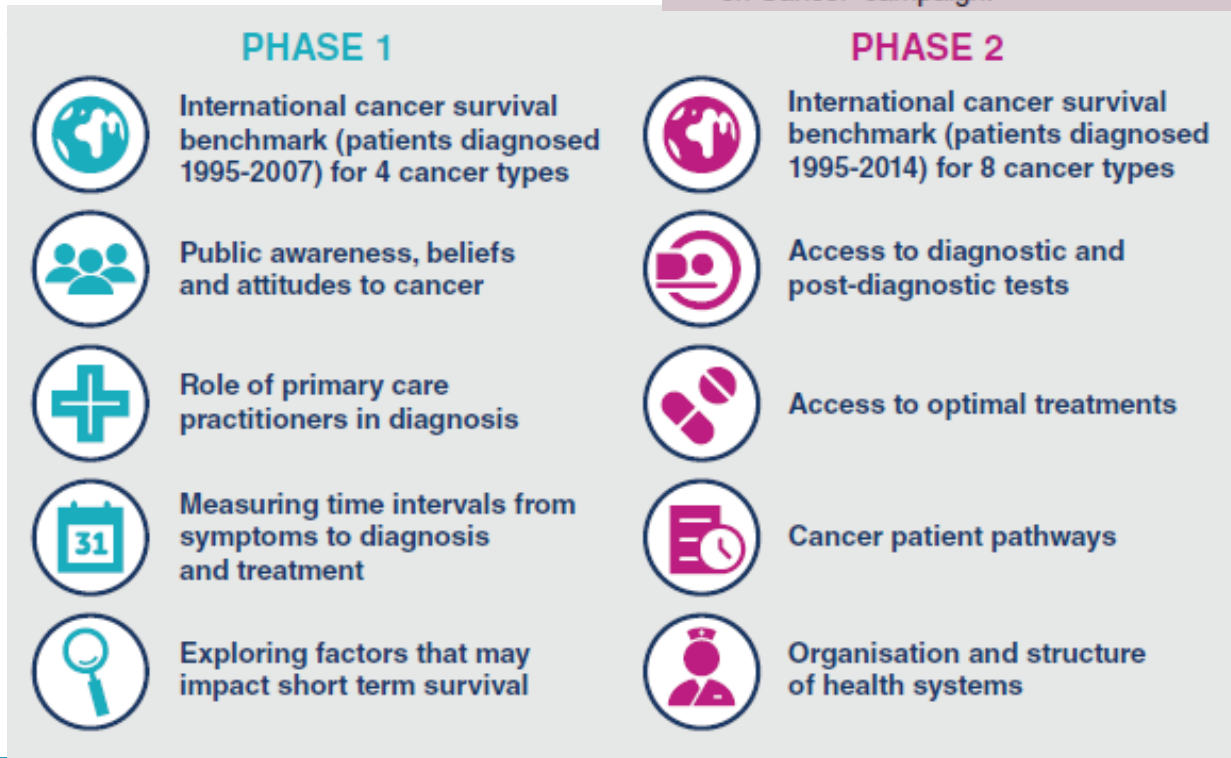 PHASE 1
International cancer survival
benchmark (patients diagnosed
1995-2007) for 4 cancer types
Public awareness, beliefs
and attitudes to cancer
Role of primary care
practitioners in diagnosis
31
Measuring time intervals from
symptoms to diagnosis
and treatment
Exploring factors that may
impact short term survival
PHASE 2
International cancer survival
benchmark (patients diagnosed
1995-2014) for 8 cancer types
Access to diagnostic and
post-diagnostic tests
Access to optimal treatments
Cancer patient pathways
Organisation and structure
of health systems